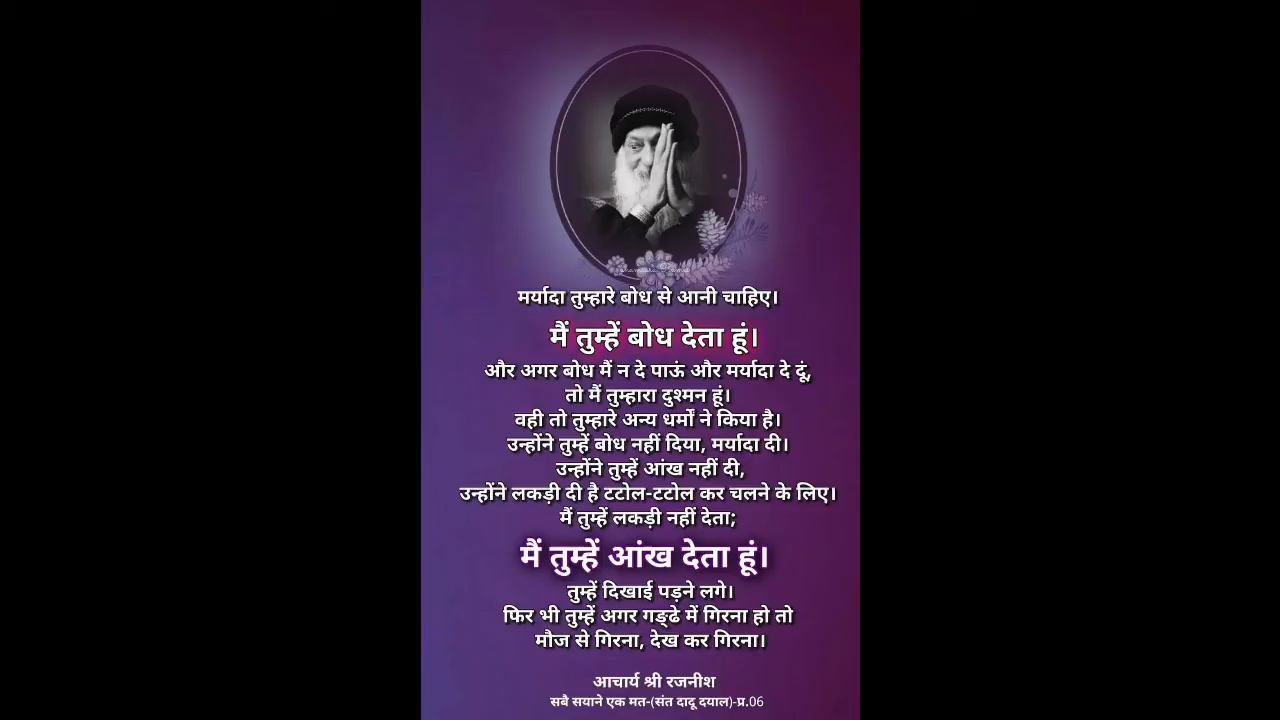 मर्यादा तुम्हारे बोध से आनी चाहिए।
मैं तुम्हें बोध देता हूं।
और अगर बोध मैं न दे पाऊं और मर्यादा दे दूं,
तो मैं तुम्हारा दुश्मन हूं।
वही तो तुम्हारे अन्य धर्मों ने किया है।
उन्होंने तुम्हें बोध नहीं दिया, मर्यादा दी।
उन्होंने तुम्हें आंख नहीं दी,
उन्होंने लकड़ी दी है टटोल-टटोल कर चलने के लिए।
मैं तुम्हें लकड़ी नहीं देता;
मैं तुम्हें आंख देता हूं।
तुम्हें दिखाई पड़ने लगे।
फिर भी तुम्हें अगर गड्ढे में गिरना हो तो
मौज से गिरना, देख कर गिरना।
आचार्य श्री रजनीश
सबै सयाने एक मत-(संत दादू दयाल)-प्र.06